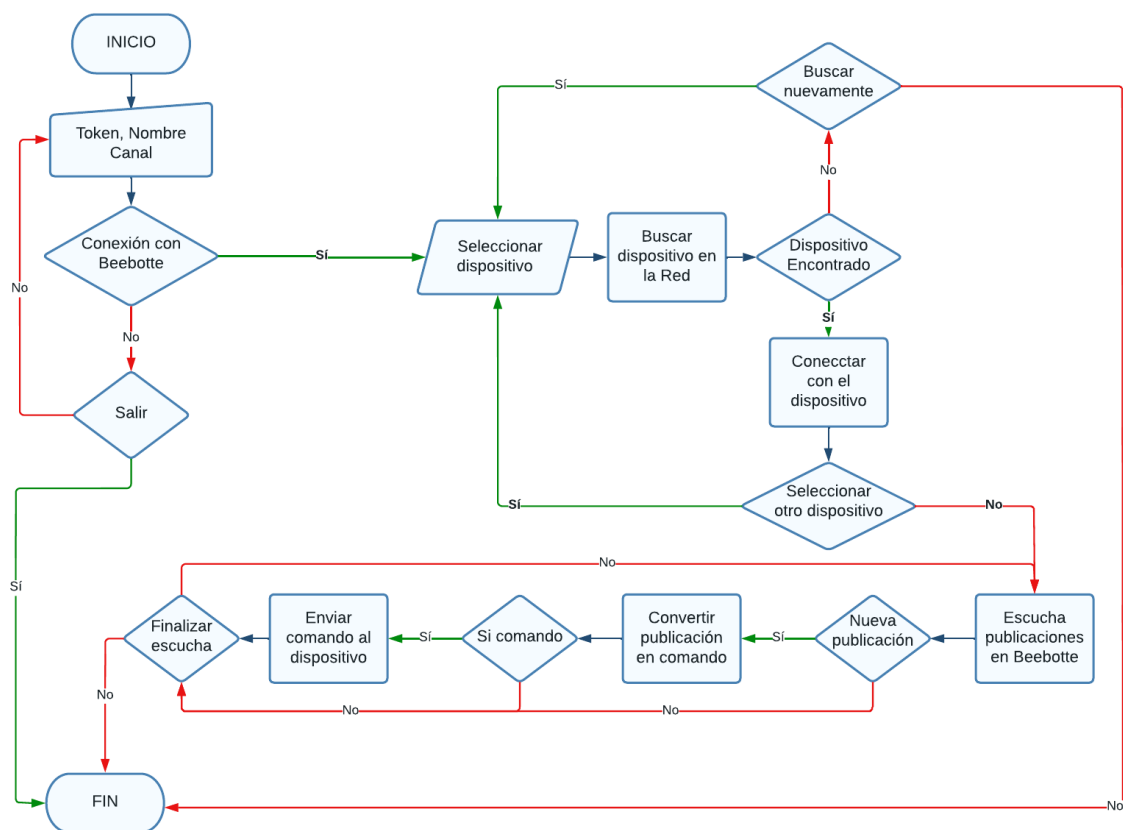 INICIO
Buscar
nuevamente
Sí
Token, Nombre
Canal
No
Conexión con
Beebotte
Sí
Seleccionar
dispositivo
Buscar
dispositivo en
la Red
Dispositivo
Encontrado
No
Sí
No
Conecctar
con el
dispositivo
Salir
Seleccionar
otro dispositivo
Sí
No
No
Sí
Finalizar
escucha
Enviar
comando al
dispositivo
Sí
Si comando
Convertir
publicación
en comando
Sí
Nueva
publicación
Escucha
publicaciones
en Beebotte
No
No
No
FIN
No